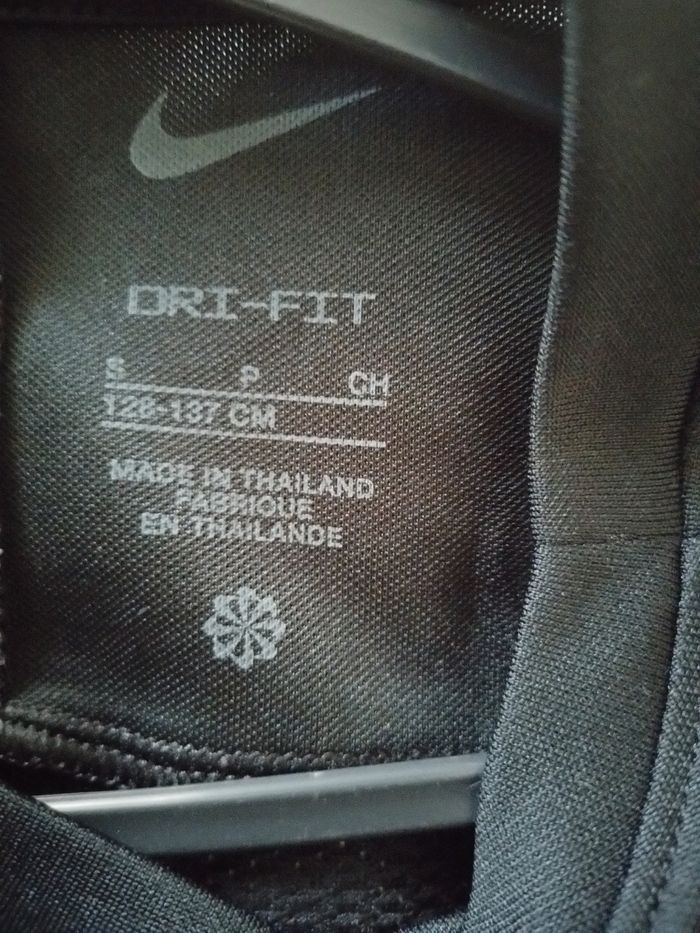 DRI-FIT
S P CH
128-137 CM
MADE IN THAILAND
FABRIQUE
EN THAILANDE